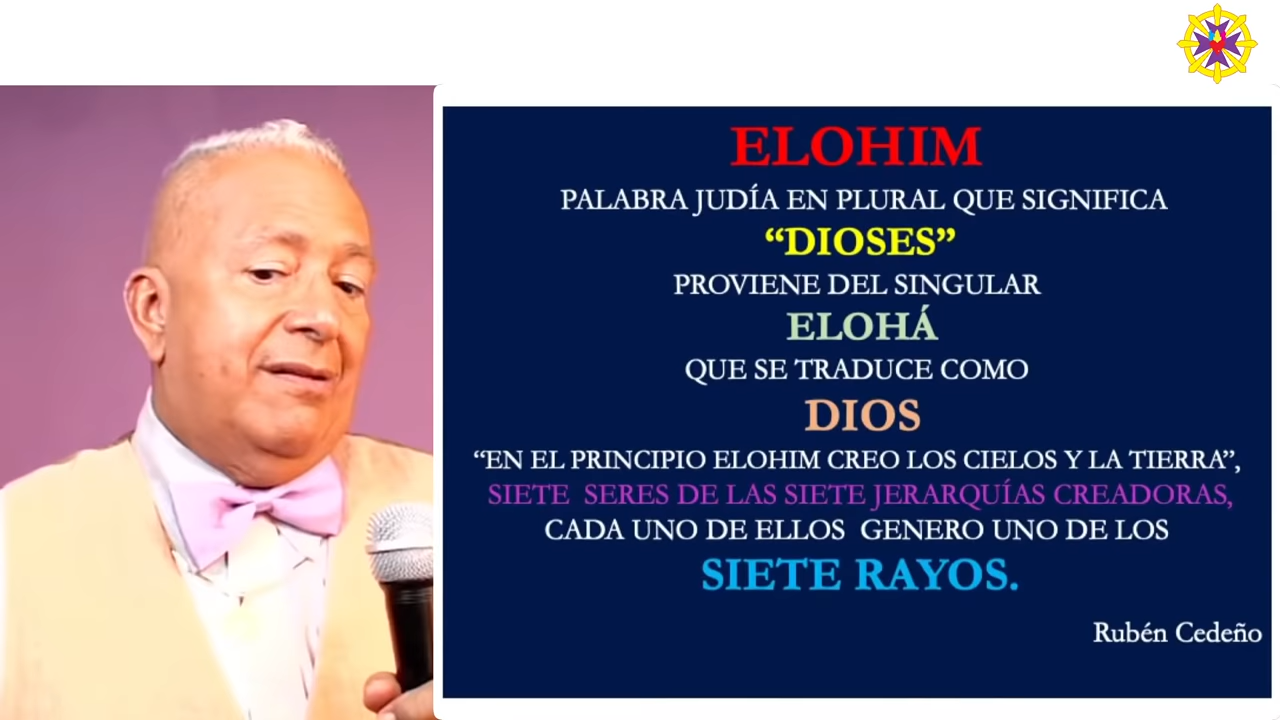 ELOHIM
PALABRA JUDÍA EN PLURAL QUE SIGNIFICA
“DIOSES”
PROVIENE DEL SINGULAR
ELOHÁ
QUE SE TRADUCE COMO
DIOS
“EN EL PRINCIPIO ELOHIM CREO LOS CIELOS Y LA TIERRA”,
SIETE SERES DE LAS SIETE JERARQUÍAS CREADORAS,
CADA UNO DE ELLOS GENERO UNO DE LOS
SIETE RAYOS.
Rubén Cedeño